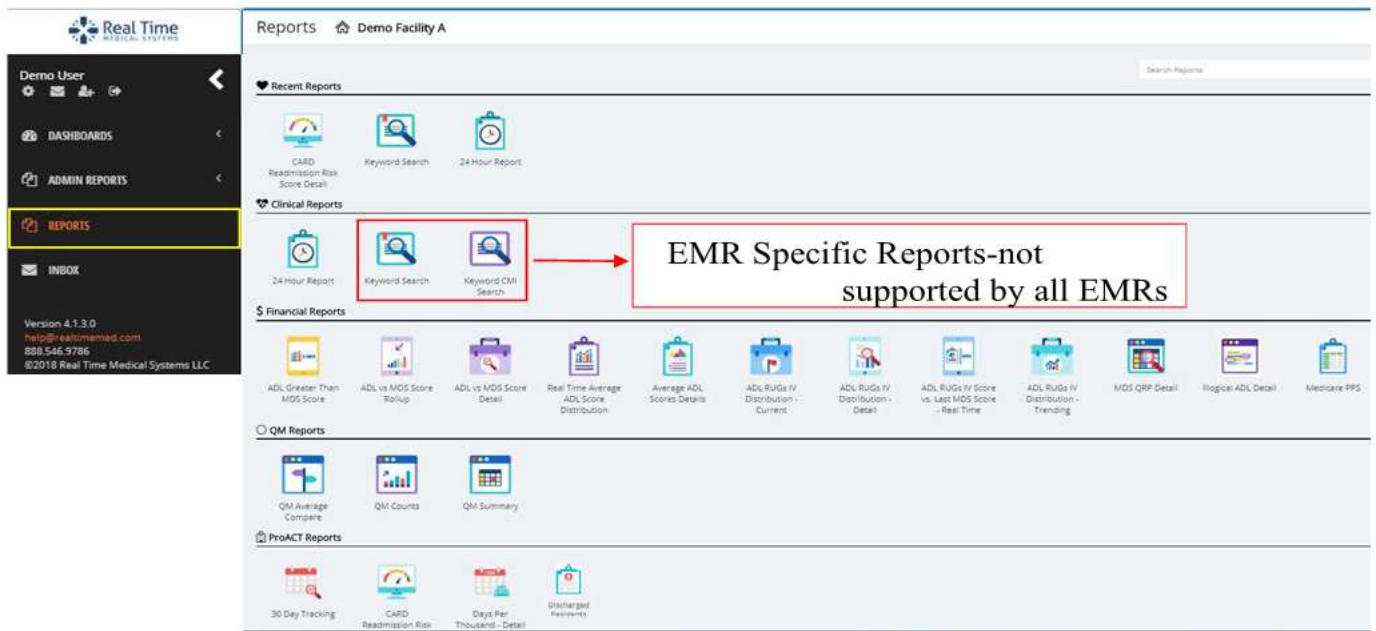 Real Time
MEDICAL SYSTEMS
Reports Demo Facility A
Demo User
DASHBOARDS
ADMIN REPORTS
REPORTS
INBOX
Version 4.1.3.0
help@realtimemed.com
888.546.9786
©2018 Real Time Medical Systems LLC
Search Reports
Recent Reports
CARD
Readmission Risk
Score Detail
Keyword Search
24 Hour Report
Clinical Reports
24 Hour Report
Keyword Search
Keyword CMI
Search
EMR Specific Reports-not
supported by all EMRs
$ Financial Reports
ADL Greater Than
MDS Score
ADL vs MDS Score
Rollup
ADL vs MDS Score
Detail
Real Time Average
ADL Score
Distribution
Average ADL
Scores Details
ADL RUGs IV
Distribution -
Current
ADL RUGs IV
Distribution -
Detail
ADL RUGs IV Score
vs. Last MDS Score
- Real Time
ADL RUGs IV
Distribution -
Trending
MDS QRP Detail
Illogical ADL Detail
Medicare PPS
QM Reports
QM Average
Compare
QM Counts
QM Summary
ProACT Reports
30 Day Tracking
CARD
Readmission Risk
Days Per
Thousand - Detail
Discharged
Residents